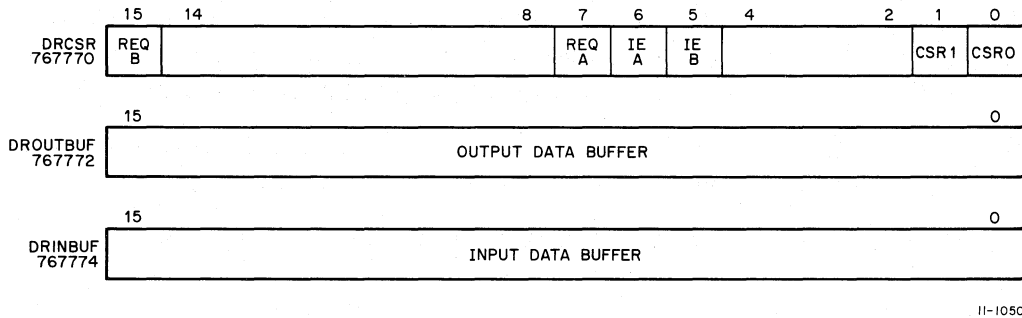 15 14 8 7 6 5 4 2 1 0
DRCSR REQ REQ IE IE CSR1 CSR0
767770 B A A B
15 0
DROUTBUF OUTPUT DATA BUFFER
767772
15 0
DRINBUF INPUT DATA BUFFER
767774
11-1050